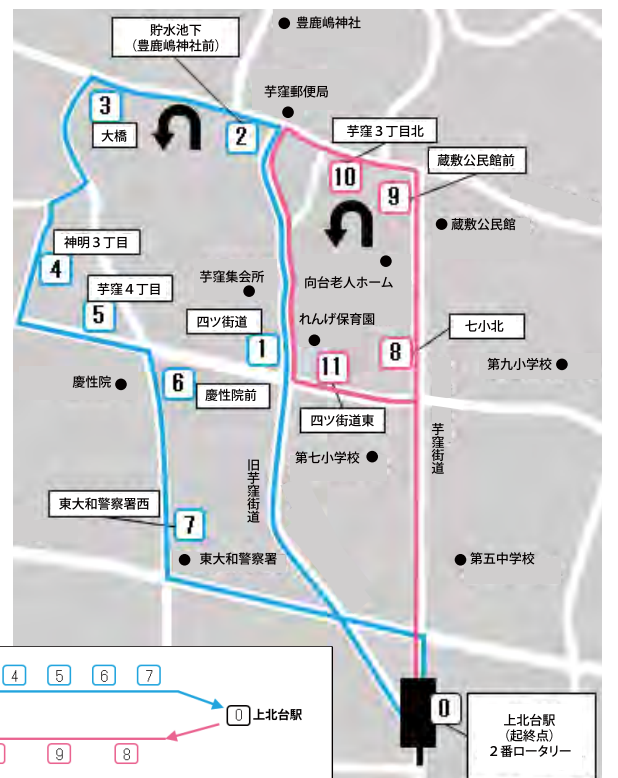 豊鹿嶋神社
貯水池下
(豊鹿嶋神社前)
芋窪郵便局
3
大橋
2
芋窪3丁目北
10
蔵敷公民館前
9
蔵敷公民館
神明3丁目
4
芋窪集会所
向台老人ホーム
芋窪4丁目
5
四ツ街道
1
れんげ保育園
七小北
8
11
第九小学校
慶性院
6
慶性院前
四ツ街道東
芋窪街道
第七小学校
旧芋窪街道
東大和警察署西
7
東大和警察署
第五中学校
4 5 6 7
0 上北台駅
9 8
0
上北台駅
(起終点)
2番ロータリー